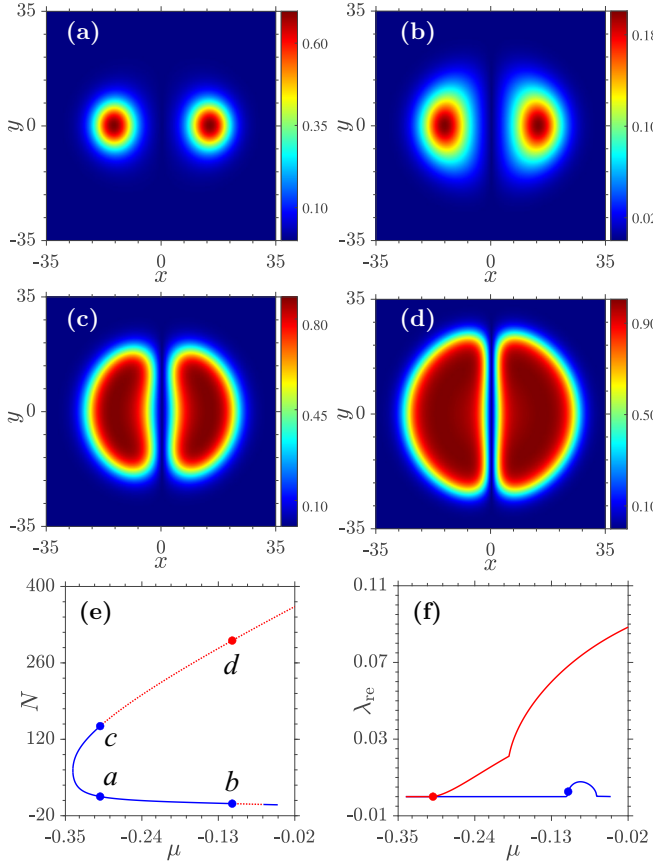 (a)
35
0
-35
y
-35 0 35
x
0.60
0.35
0.10
(b)
35
0
-35
y
-35 0 35
x
0.18
0.11
0.02
(c)
35
0
-35
y
-35 0 35
x
0.80
0.45
0.10
(d)
35
0
-35
y
-35 0 35
x
0.90
0.50
0.10
(e)
400
260
120
-20
N
c
a
d
b
-0.35 -0.24 -0.13 -0.02
μ
(f)
0.11
0.07
0.03
-0.01
λre
-0.35 -0.24 -0.13 -0.02
μ